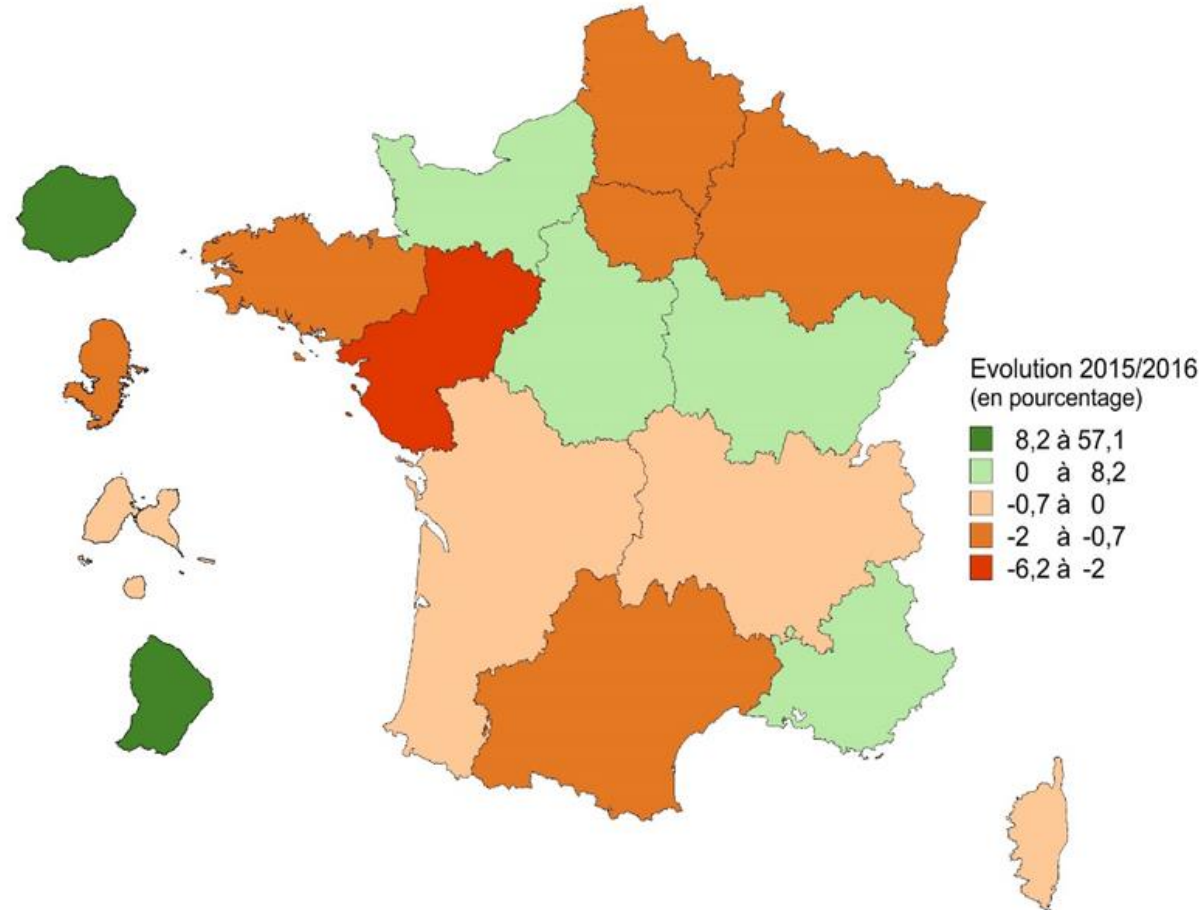 Evolution 2015/2016
(en pourcentage)
8,2 à 57,1
0 à 8,2
-0,7 à 0
-2 à -0,7
-6,2 à -2